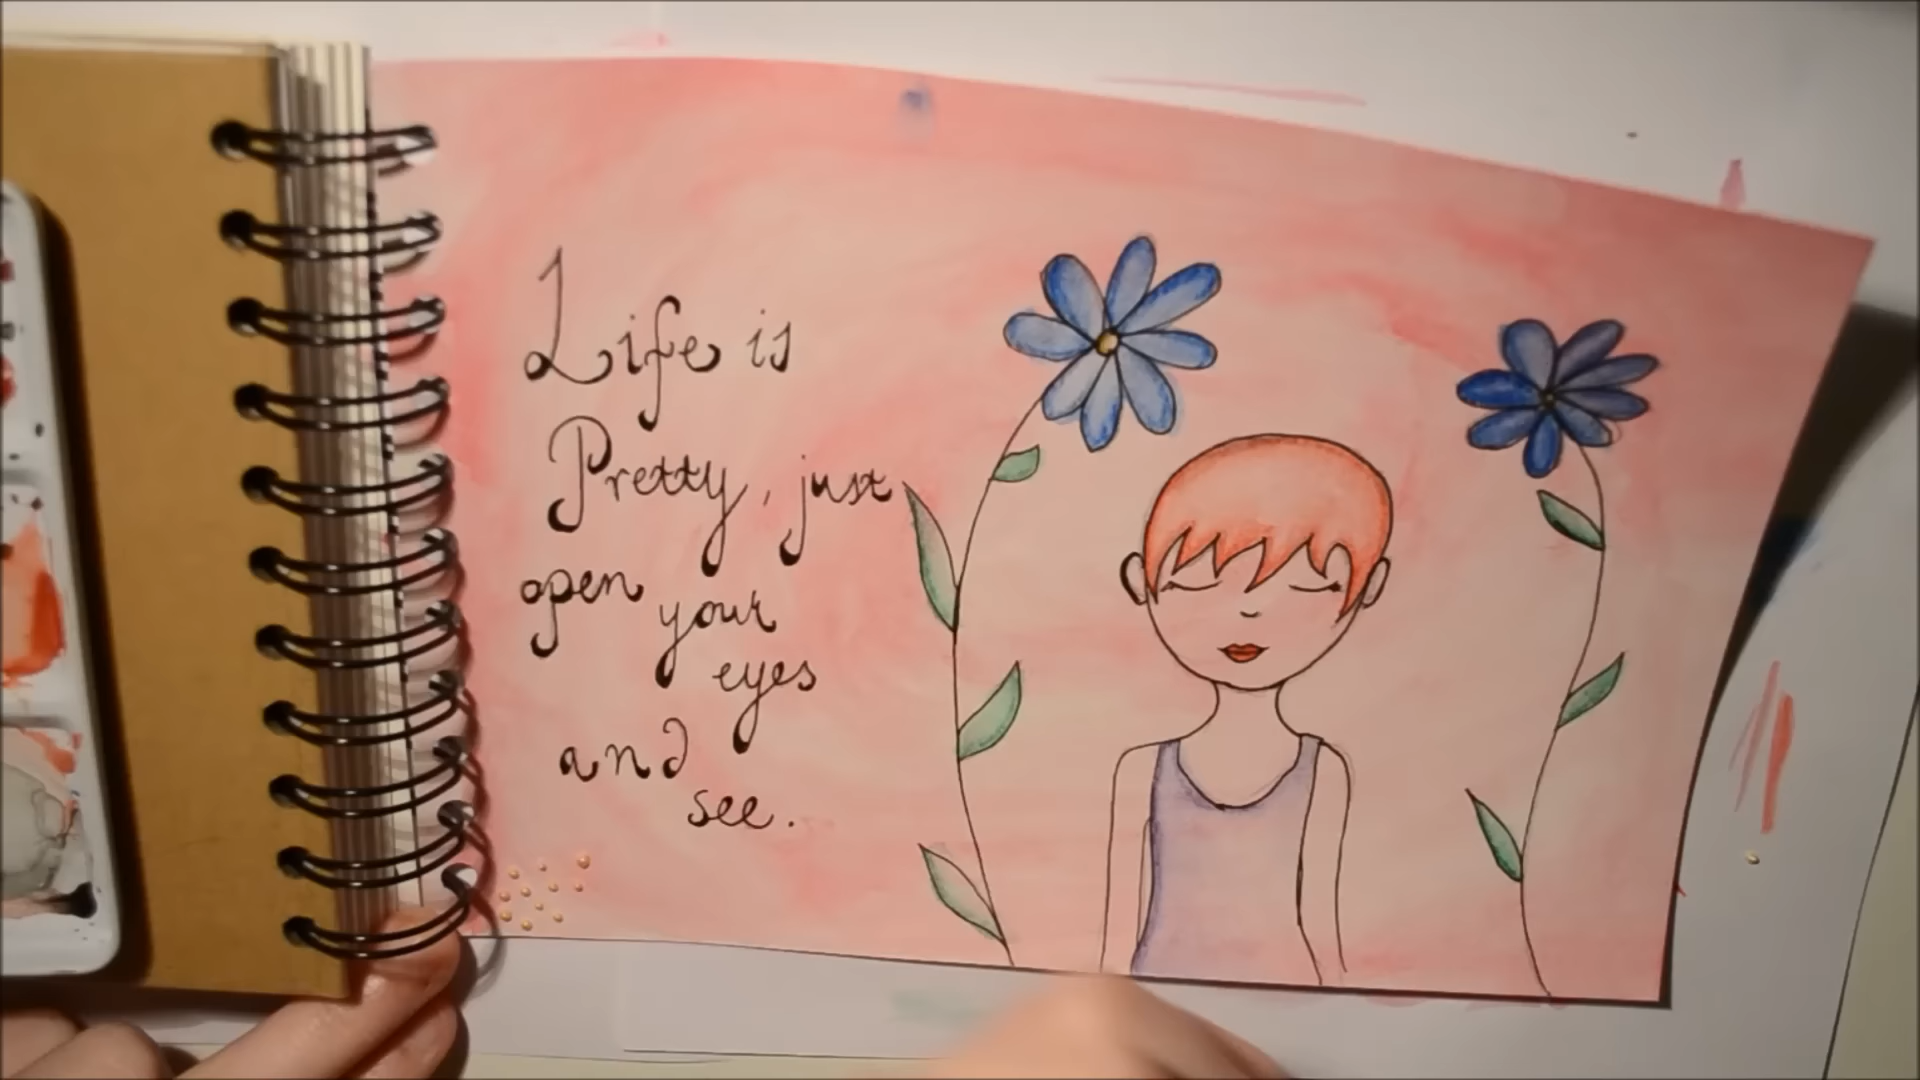 Life is
Pretty, just
open your
eyes
and
see.